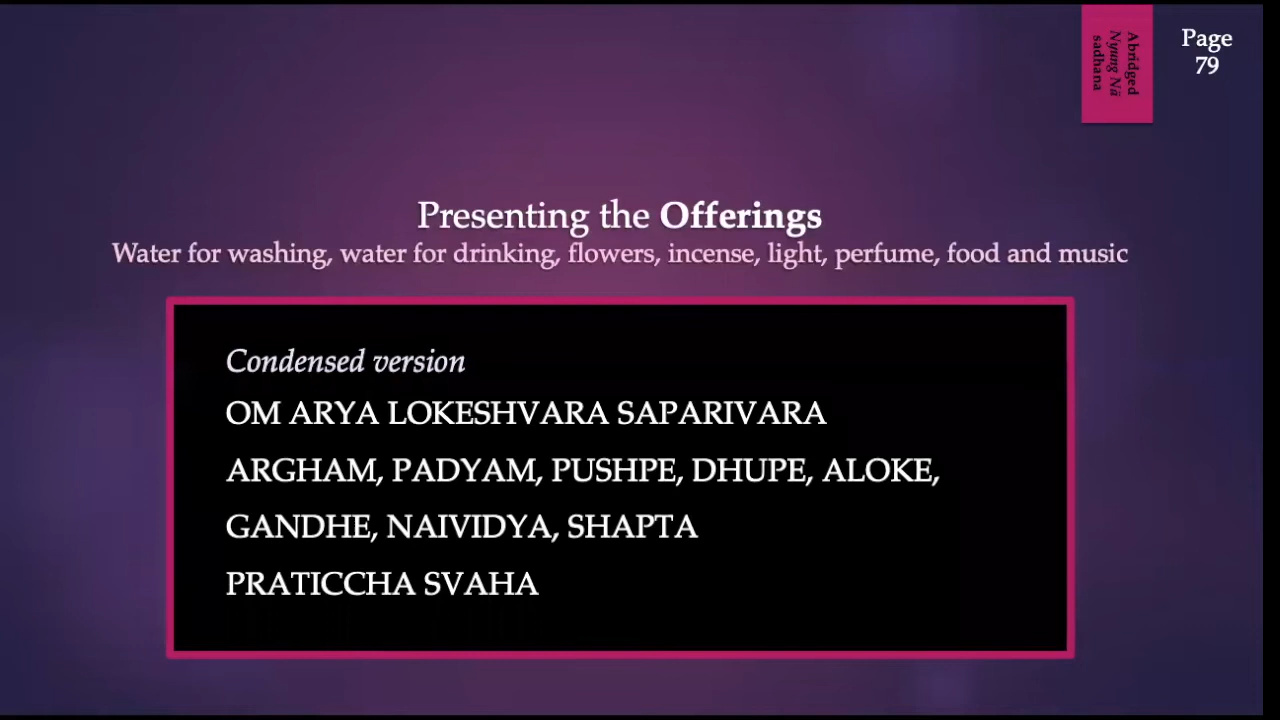 Abridged
Nyung Nä
sadhana
Page
79
Presenting the Offerings
Water for washing, water for drinking, flowers, incense, light, perfume, food and music
Condensed version
OM ARYA LOKESHVARA SAPARIVARA
ARGHAM, PADYAM, PUSHPE, DHUPE, ALOKE,
GANDHE, NAIVIDYA, SHAPTA
PRATICCHA SVAHA